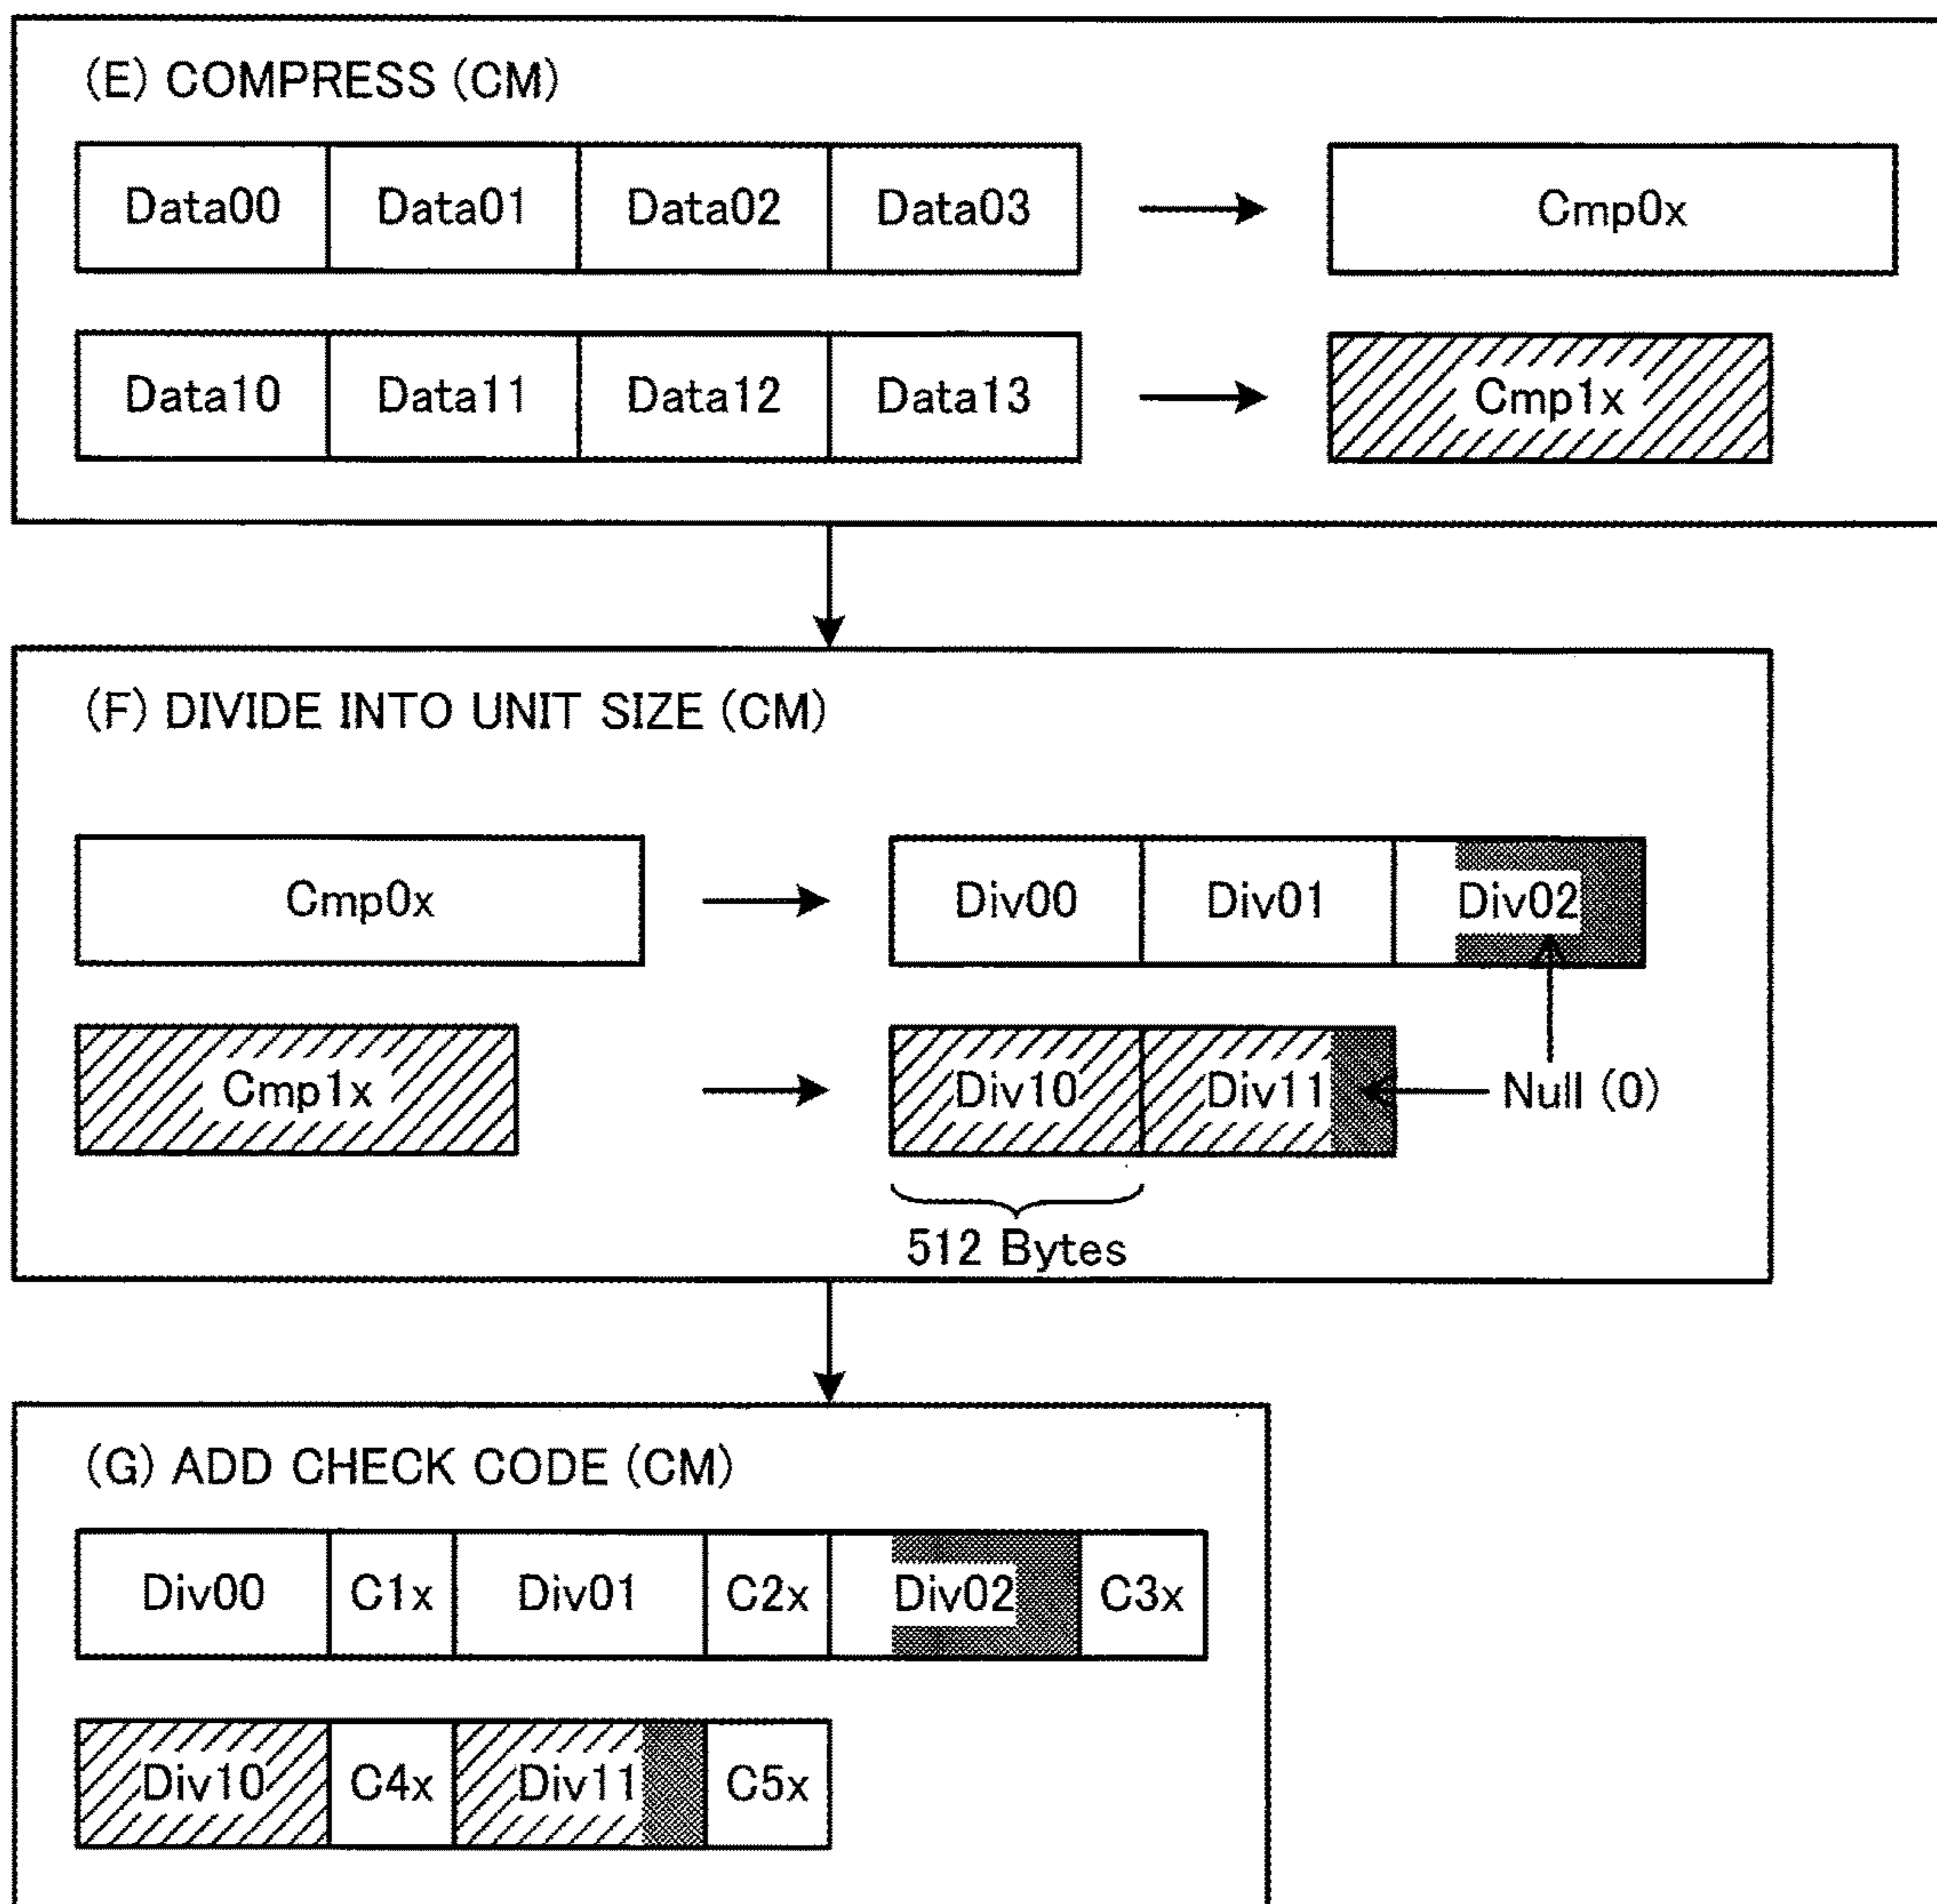 (E) COMPRESS (CM)
Data00 Data01 Data02 Data03 Cmp0x
Data10 Data11 Data12 Data13 Cmp1x
(F) DIVIDE INTO UNIT SIZE (CM)
Cmp0x Div00 Div01 Div02
Cmp1x Div10 Div11 Null (0)
512 Bytes
(G) ADD CHECK CODE (CM)
Div00 C1x Div01 C2x Div02 C3x
Div10 C4x Div11 C5x